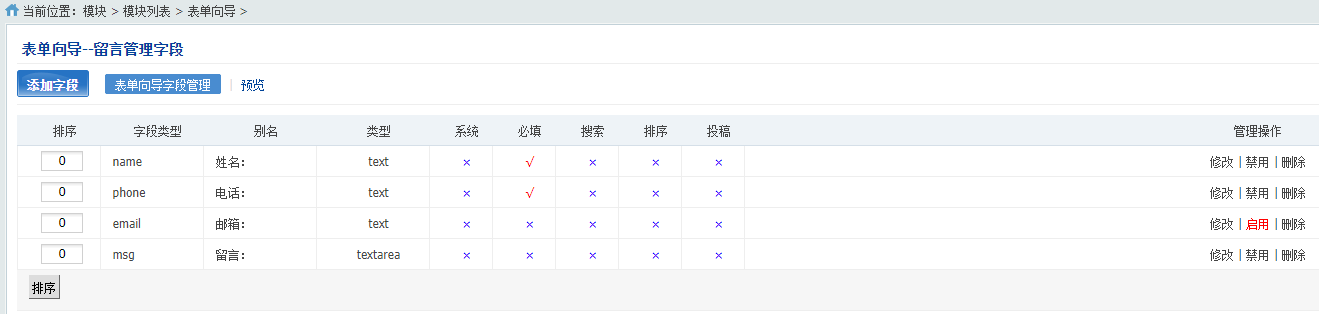 当前位置：模块 > 模块列表 > 表单向导 >
表单向导--留言管理字段
添加字段 表单向导字段管理 | 预览
排序 字段类型 别名 类型 系统 必填 搜索 排序 投稿 管理操作
0 name 姓名： text × √ × × × 修改 | 禁用 | 删除
0 phone 电话： text × √ × × × 修改 | 禁用 | 删除
0 email 邮箱： text × × × × × 修改 | 启用 | 删除
0 msg 留言： textarea × × × × × 修改 | 禁用 | 删除
排序